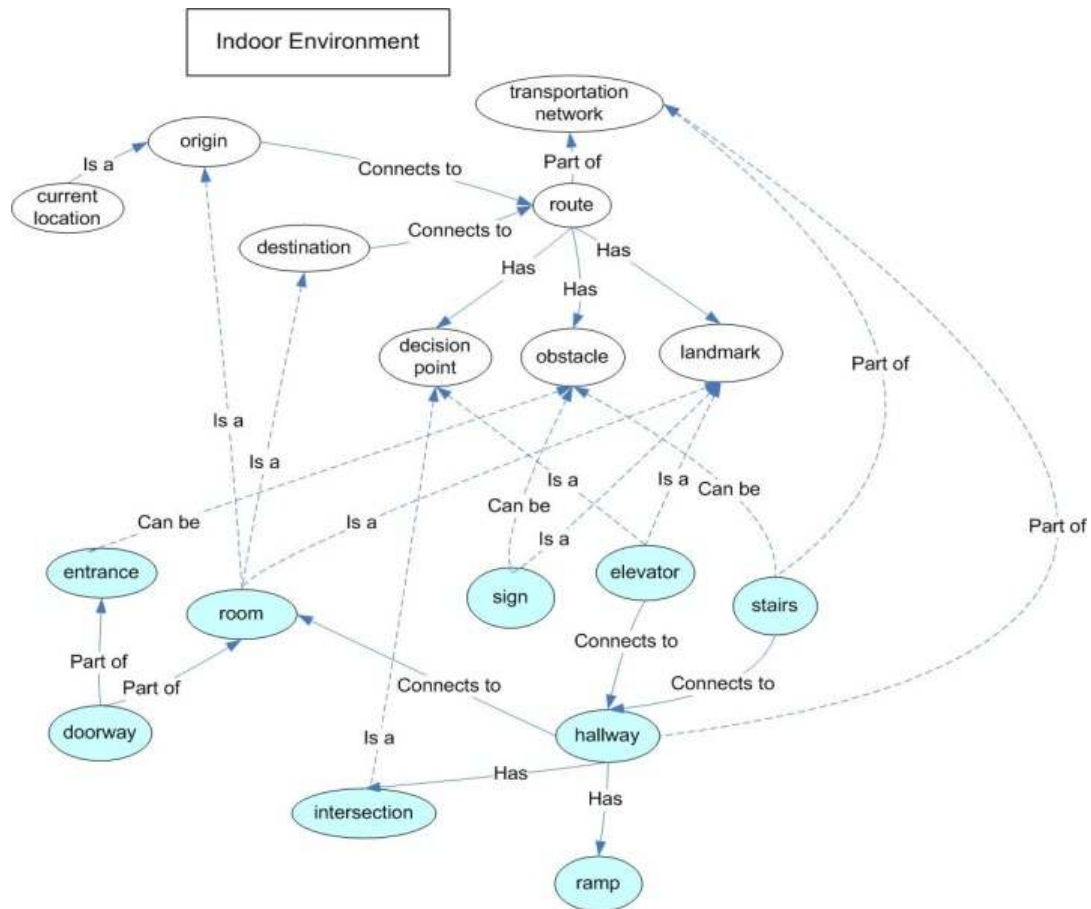 Indoor Environment
transportation
network
origin
Is a
Connects to
Part of
current
location
route
destination
Connects to
Has
Has
Has
decision
point
obstacle
landmark
Part of
Is a
Is a
Is a
Is a
Can be
Can be
Is a
Can be
Is a
Part of
entrance
room
sign
elevator
stairs
Connects to
Part of
Part of
Connects to
Connects to
doorway
hallway
Is a
Has
Has
intersection
ramp